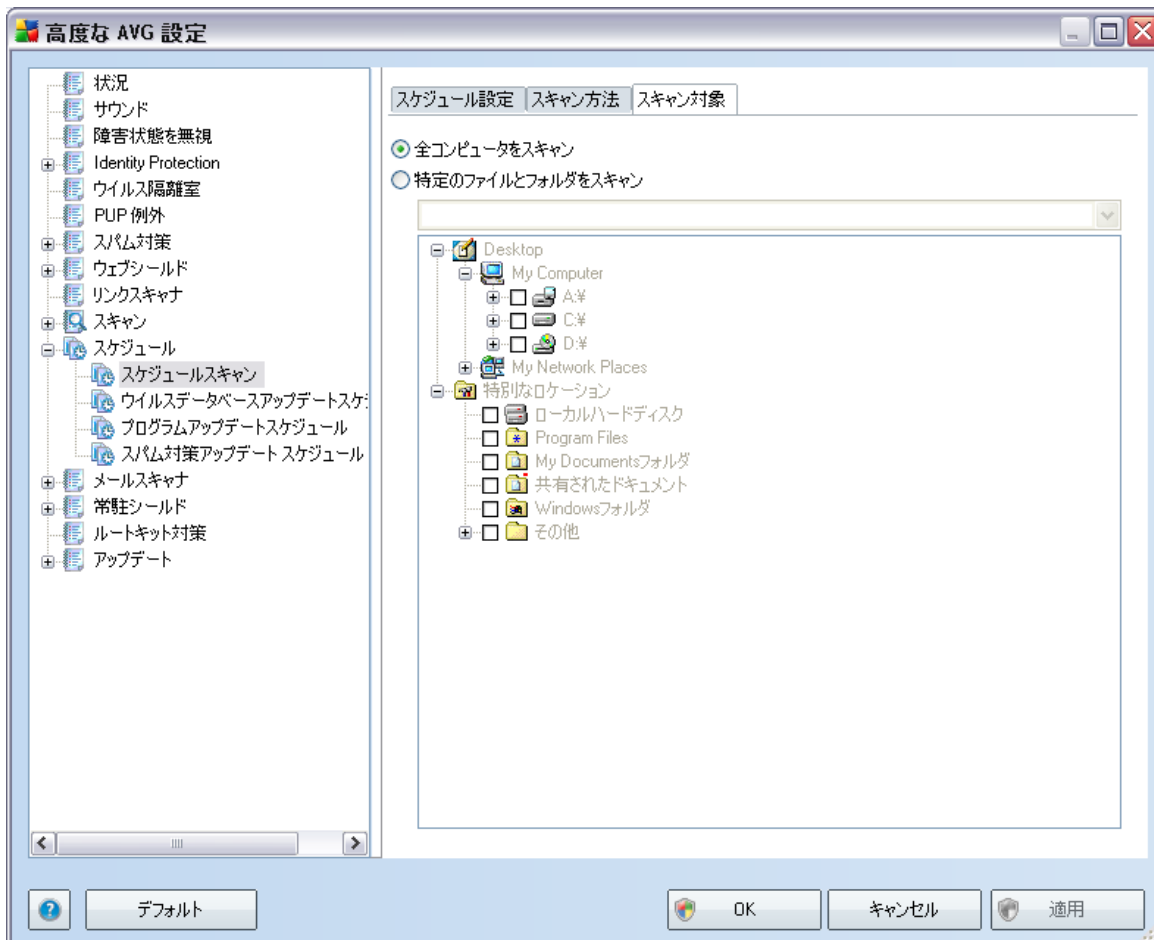 高度な AVG 設定
状況
サウンド
障害状態を無視
Identity Protection
ウイルス隔離室
PUP 例外
スパム対策
ウェブシールド
リンクスキャナ
スキャン
スケジュール
スケジュールスキャン
ウイルスデータベースアップデートスケ
プログラムアップデートスケジュール
スパム対策アップデート スケジュール
メールスキャナ
常駐シールド
ルートキット対策
アップデート
スケジュール設定 スキャン方法 スキャン対象
全コンピュータをスキャン
特定のファイルとフォルダをスキャン
Desktop
My Computer
A:¥
C:¥
D:¥
My Network Places
特別なロケーション
ローカルハードディスク
Program Files
My Documentsフォルダ
共有されたドキュメント
Windowsフォルダ
その他
デフォルト
OK
キャンセル
適用